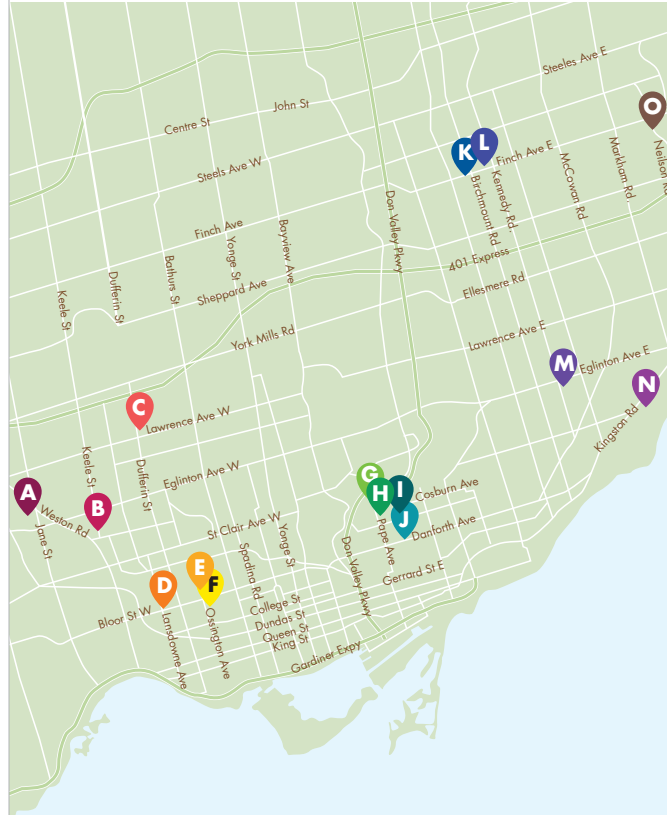 Steeles Ave E
O
John St
Centre St
L
K
Finch Ave E
Steels Ave W
McCowan Rd
Markham Rd
Neilson Rd
Birchmount Rd
Kennedy Rd.
Don Valley Pkwy
Finch Ave
Yonge St
Bayview Ave
401 Express
Bathurs St
Dufferin St
Keele St
Sheppard Ave
Ellesmere Rd
York Mills Rd
Lawrence Ave E
M
Eglinton Ave E
N
Kingston Rd
C
Lawrence Ave W
Keele St
Dufferin St
Eglinton Ave W
A
B
Weston Rd
Jane St
G
H
I
J
Cosburn Ave
Danforth Ave
Pape Ave
St Clair Ave W
Yonge St
Spadina Rd
Don Valley Pkwy
Gerrard St E
E
F
D
Bloor St W
Lansdowne Ave
Ossington Ave
College St
Dundas St
Queen St
King St
Gardiner Expy